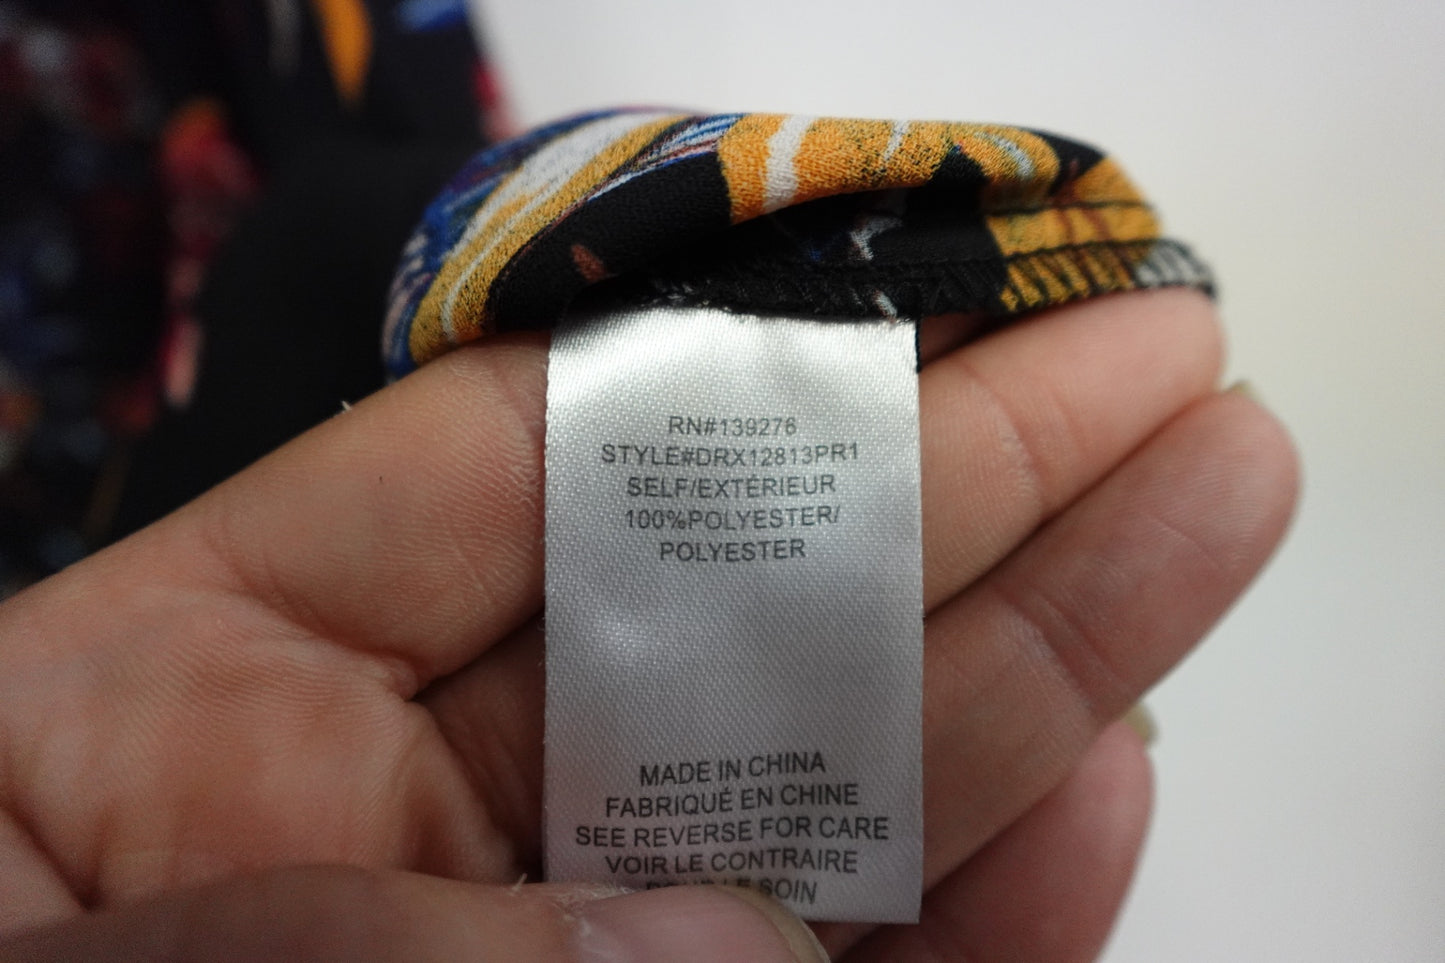 RN#139276
STYLE#DRX12813PR1
SELF/EXTÉRIEUR
100%POLYESTER/
POLYESTER
MADE IN CHINA
FABRIQUÉ EN CHINE
SEE REVERSE FOR CARE
VOIR LE CONTRAIRE
SOIN